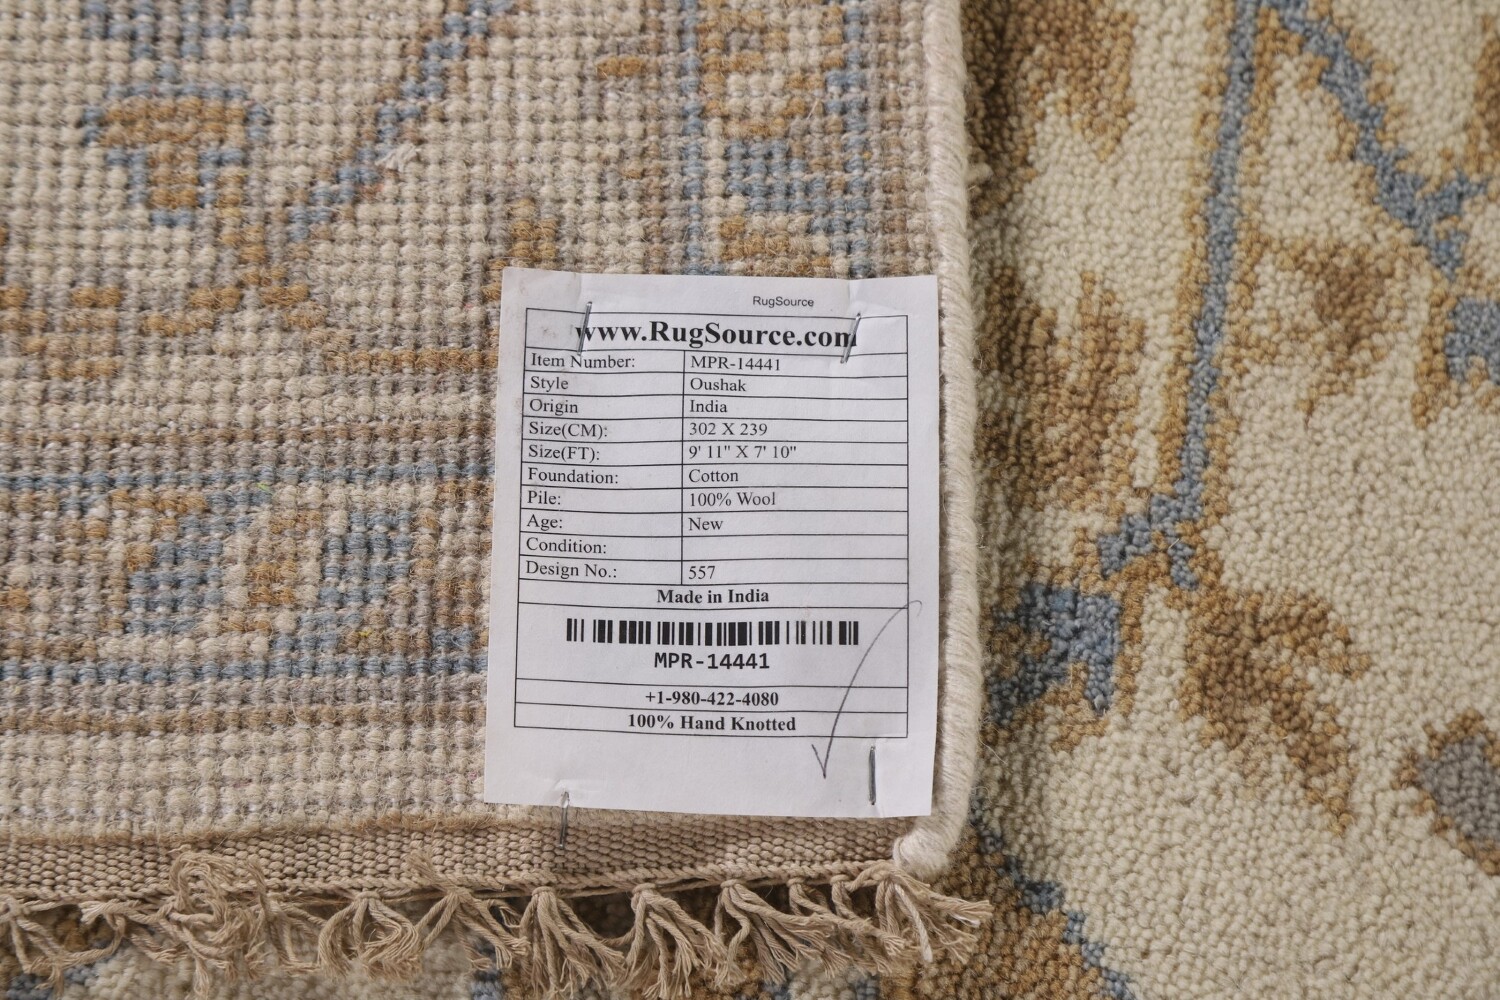 RugSource
www.RugSource.com
Item Number: MPR-14441
Style Oushak
Origin India
Size(CM): 302 X 239
Size(FT): 9' 11" X 7' 10"
Foundation: Cotton
Pile: 100% Wool
Age: New
Condition:
Design No.: 557
Made in India
MPR-14441
+1-980-422-4080
100% Hand Knotted